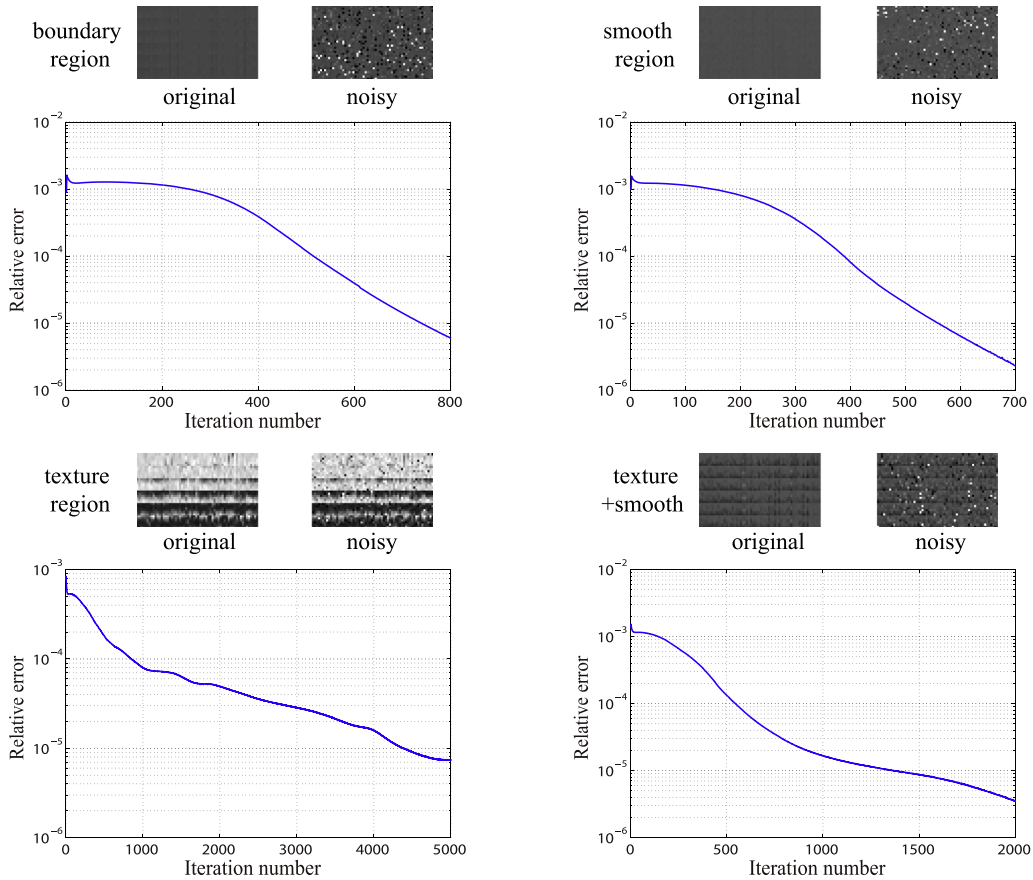 boundary
region
original
noisy
10⁻²
10⁻³
10⁻⁴
10⁻⁵
10⁻⁶
Relative error
0 200 400 600 800
Iteration number
smooth
region
original
noisy
10⁻²
10⁻³
10⁻⁴
10⁻⁵
10⁻⁶
Relative error
0 100 200 300 400 500 600 700
Iteration number
texture
region
original
noisy
10⁻³
10⁻⁴
10⁻⁵
10⁻⁶
Relative error
0 1000 2000 3000 4000 5000
Iteration number
texture
+smooth
original
noisy
10⁻²
10⁻³
10⁻⁴
10⁻⁵
10⁻⁶
Relative error
0 500 1000 1500 2000
Iteration number